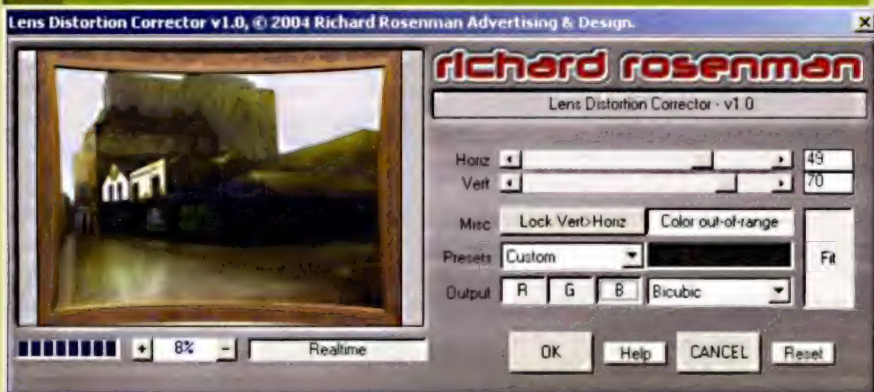 Lens Distortion Corrector v1.0, © 2004 Richard Rosenman Advertising & Design.
richard rosenman
Lens Distortion Corrector - v1.0
Horiz 49
Vert 70
Misc Lock Vert>Horiz Color out-of-range
Presets Custom Fit
Output R G B Bicubic
+ 8% - Realtime
OK Help CANCEL Reset